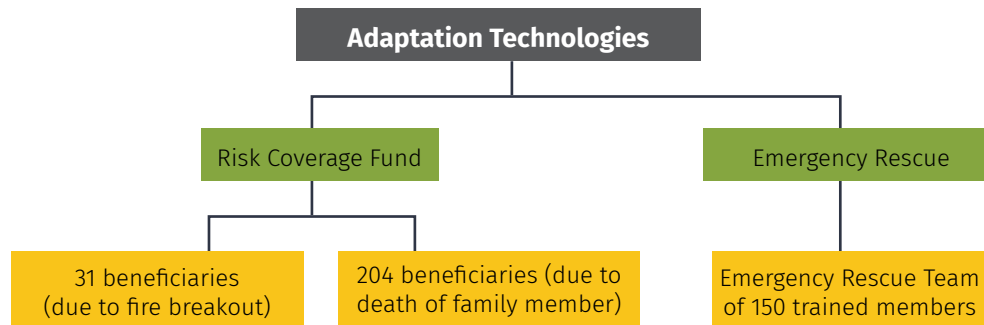 Adaptation Technologies
Risk Coverage Fund
Emergency Rescue
31 beneficiaries
(due to fire breakout)
204 beneficiaries (due to
death of family member)
Emergency Rescue Team
of 150 trained members